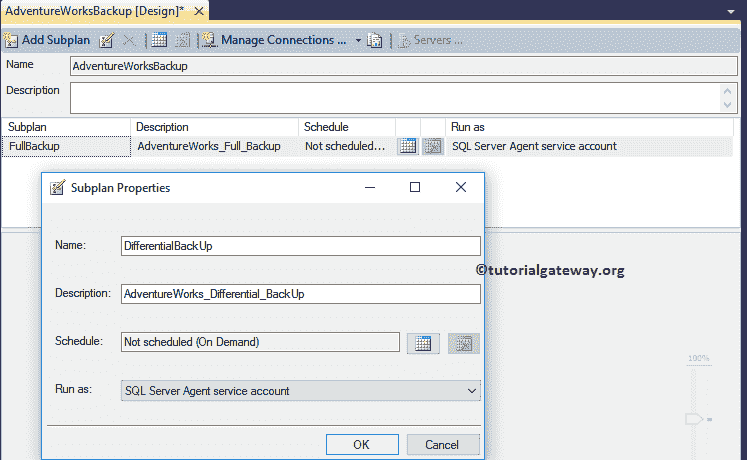 AdventureWorksBackup [Design]*
Add Subplan Manage Connections ... Servers ...
Name AdventureWorksBackup
Description
Subplan Description Schedule Run as
FullBackup AdventureWorks_Full_Backup Not scheduled... SQL Server Agent service account
Subplan Properties
Name: DifferentialBackUp
©tutorialgateway.org
Description: AdventureWorks_Differential_BackUp
Schedule: Not scheduled (On Demand)
100%
Run as: SQL Server Agent service account
OK Cancel